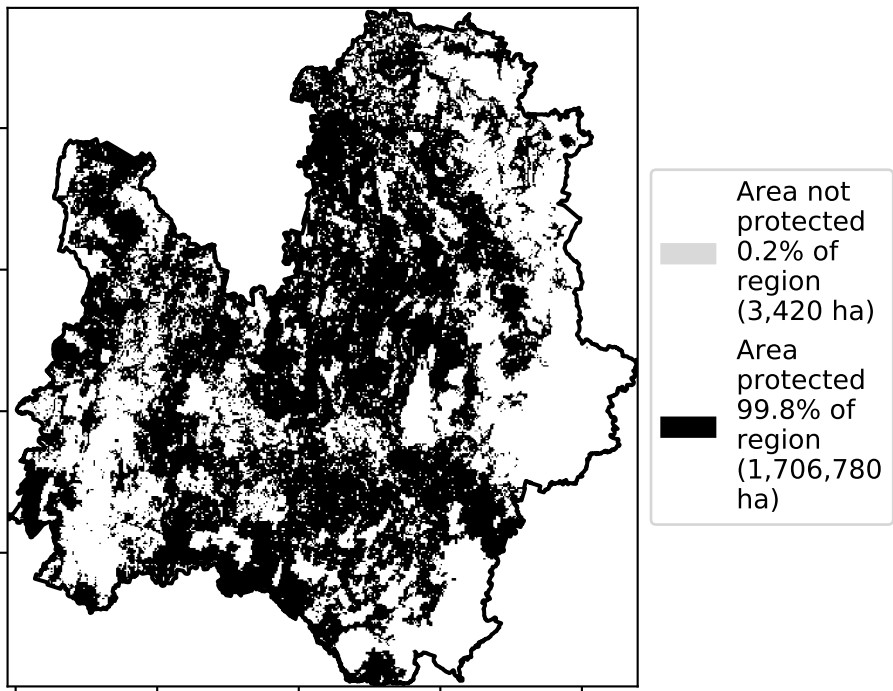 Area not
protected
0.2% of
region
(3,420 ha)
Area
protected
99.8% of
region
(1,706,780
ha)